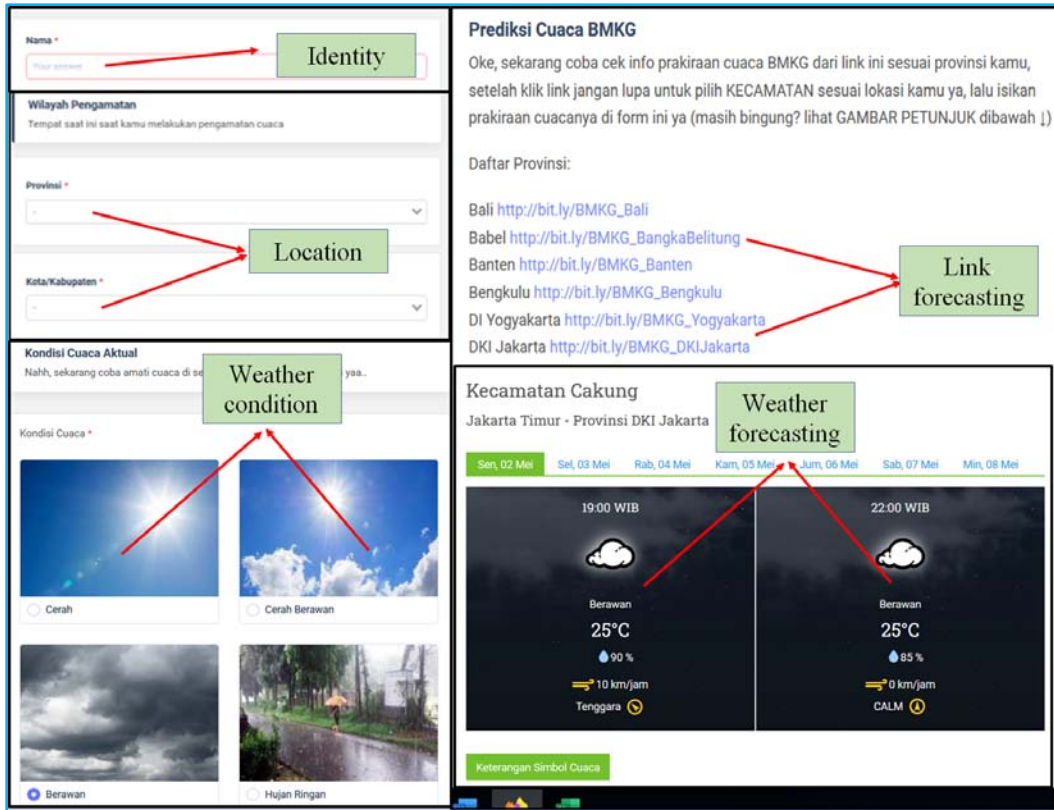 Nama *
Your answer
Identity
Wilayah Pengamatan
Tempat saat ini saat kamu melakukan pengamatan cuaca
Provinsi *
-
Location
Kota/Kabupaten *
-
Kondisi Cuaca Aktual
Nahh, sekarang coba amati cuaca di se
yaa..
Weather
condition
Kondisi Cuaca *
Cerah
Cerah Berawan
Berawan
Hujan Ringan
Prediksi Cuaca BMKG
Oke, sekarang coba cek info prakiraan cuaca BMKG dari link ini sesuai provinsi kamu,
setelah klik link jangan lupa untuk pilih KECAMATAN sesuai lokasi kamu ya, lalu isikan
prakiraan cuacanya di form ini ya (masih bingung? lihat GAMBAR PETUNJUK dibawah ↓)
Daftar Provinsi:
Bali http://bit.ly/BMKG_Bali
Babel http://bit.ly/BMKG_BangkaBelitung
Banten http://bit.ly/BMKG_Banten
Bengkulu http://bit.ly/BMKG_Bengkulu
DI Yogyakarta http://bit.ly/BMKG_Yogyakarta
DKI Jakarta http://bit.ly/BMKG_DKIJakarta
Link
forecasting
Kecamatan Cakung
Jakarta Timur - Provinsi DKI Jakarta
Weather
forecasting
Sen, 02 Mei Sel, 03 Mei Rab, 04 Mei Kam, 05 Mei Jum, 06 Mei Sab, 07 Mei Min, 08 Mei
19:00 WIB
Berawan
25°C
90 %
10 km/jam
Tenggara
22:00 WIB
Berawan
25°C
85 %
0 km/jam
CALM
Keterangan Simbol Cuaca